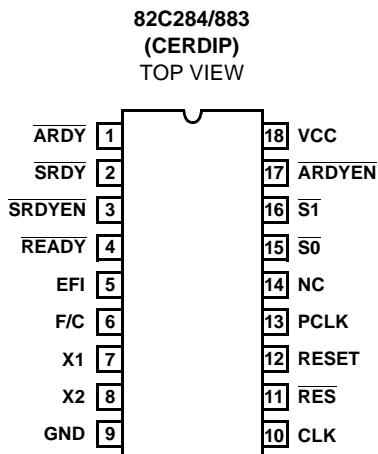 82C284/883
(CERDIP)
TOP VIEW
ARDY 1 18 VCC
SRDY 2 17 ARDYEN
SRDYEN 3 16 S1
READY 4 15 S0
EFI 5 14 NC
F/C 6 13 PCLK
X1 7 12 RESET
X2 8 11 RES
GND 9 10 CLK